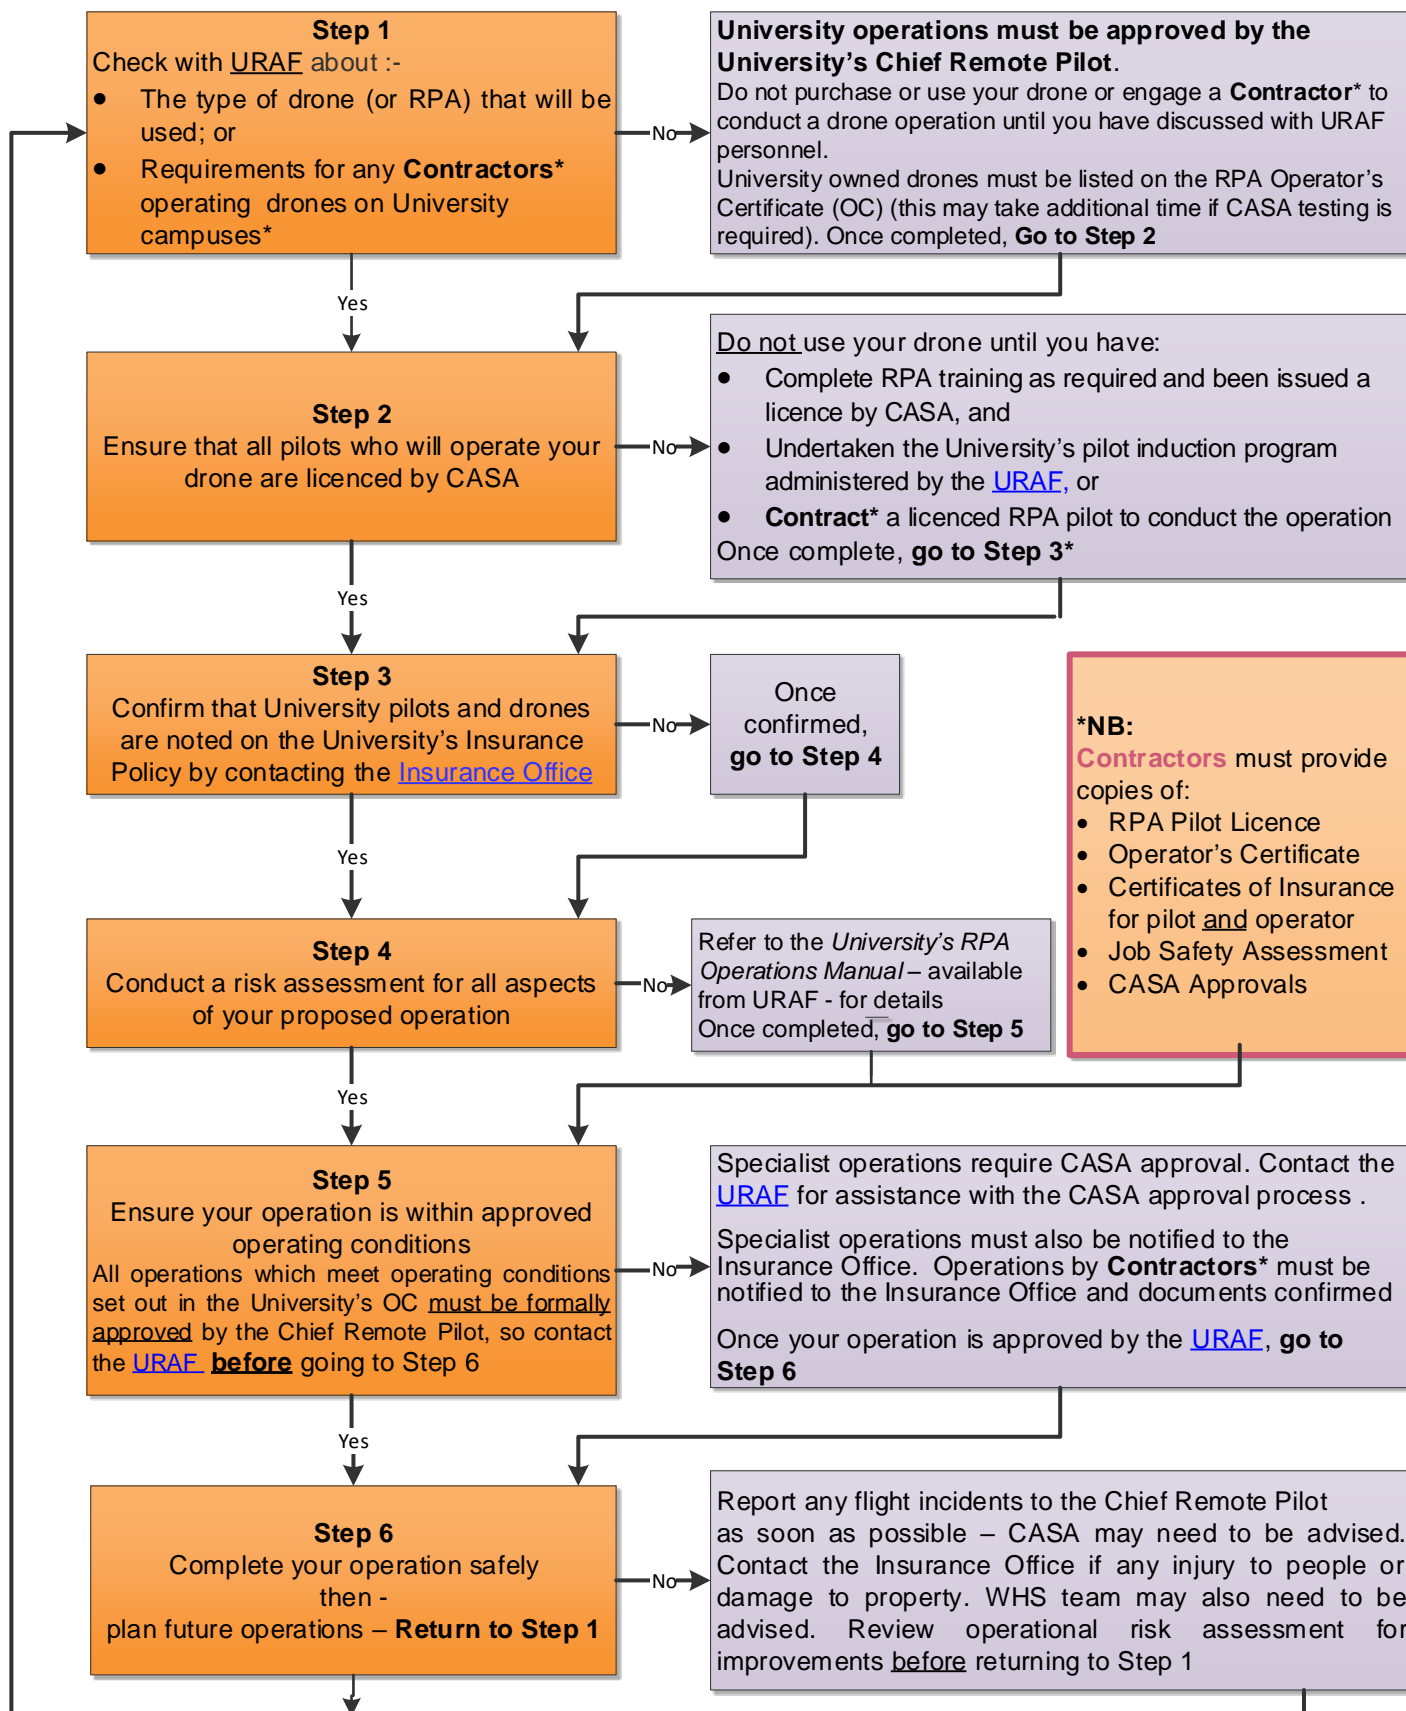 Step 1
Check with URAF about :-
● The type of drone (or RPA) that will be
used; or
● Requirements for any Contractors*
operating drones on University
campuses*
No
University operations must be approved by the
University’s Chief Remote Pilot.
Do not purchase or use your drone or engage a Contractor* to
conduct a drone operation until you have discussed with URAF
personnel.
University owned drones must be listed on the RPA Operator’s
Certificate (OC) (this may take additional time if CASA testing is
required). Once completed, Go to Step 2
Yes
Step 2
Ensure that all pilots who will operate your
drone are licenced by CASA
No
Do not use your drone until you have:
● Complete RPA training as required and been issued a
licence by CASA, and
● Undertaken the University’s pilot induction program
administered by the URAF, or
● Contract* a licenced RPA pilot to conduct the operation
Once complete, go to Step 3*
Yes
Step 3
Confirm that University pilots and drones
are noted on the University’s Insurance
Policy by contacting the Insurance Office
No
Once
confirmed,
go to Step 4
*NB:
Contractors must provide
copies of:
• RPA Pilot Licence
• Operator’s Certificate
• Certificates of Insurance
for pilot and operator
• Job Safety Assessment
• CASA Approvals
Yes
Step 4
Conduct a risk assessment for all aspects
of your proposed operation
No
Refer to the University’s RPA
Operations Manual – available
from URAF - for details
Once completed, go to Step 5
Yes
Step 5
Ensure your operation is within approved
operating conditions
All operations which meet operating conditions
set out in the University’s OC must be formally
approved by the Chief Remote Pilot, so contact
the URAF before going to Step 6
No
Specialist operations require CASA approval. Contact the
URAF for assistance with the CASA approval process .
Specialist operations must also be notified to the
Insurance Office. Operations by Contractors* must be
notified to the Insurance Office and documents confirmed
Once your operation is approved by the URAF, go to
Step 6
Yes
Step 6
Complete your operation safely
then -
plan future operations – Return to Step 1
No
Report any flight incidents to the Chief Remote Pilot
as soon as possible – CASA may need to be advised.
Contact the Insurance Office if any injury to people or
damage to property. WHS team may also need to be
advised. Review operational risk assessment for
improvements before returning to Step 1